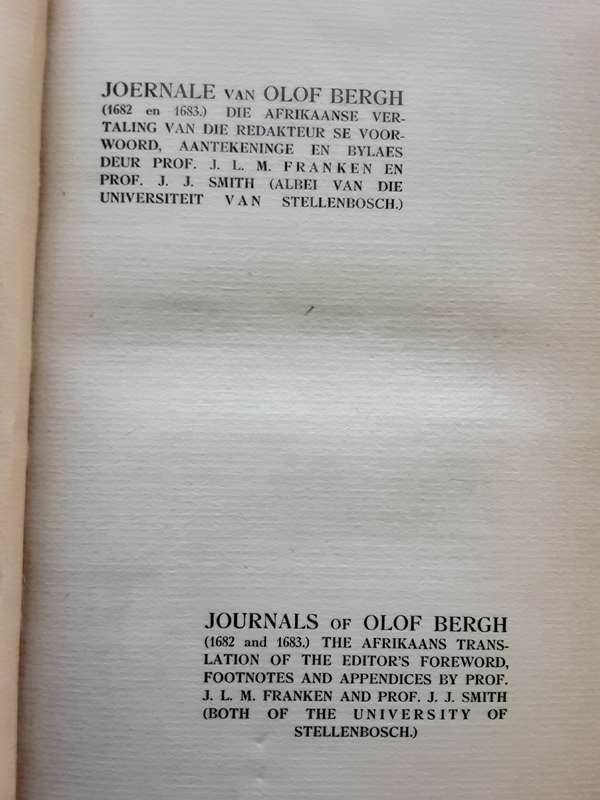 JOERNALE VAN OLOF BERGH
(1682 en 1683.) DIE AFRIKAANSE VER-
TALING VAN DIE REDAKTEUR SE VOOR-
WOORD, AANTEKENINGE EN BYLAES
DEUR PROF. J. L. M. FRANKEN EN
PROF. J. J. SMITH (ALBEI VAN DIE
UNIVERSITEIT VAN STELLENBOSCH.)
JOURNALS OF OLOF BERGH
(1682 and 1683.) THE AFRIKAANS TRANS-
LATION OF THE EDITOR'S FOREWORD,
FOOTNOTES AND APPENDICES BY PROF.
J. L. M. FRANKEN AND PROF. J. J. SMITH
(BOTH OF THE UNIVERSITY OF
STELLENBOSCH.)